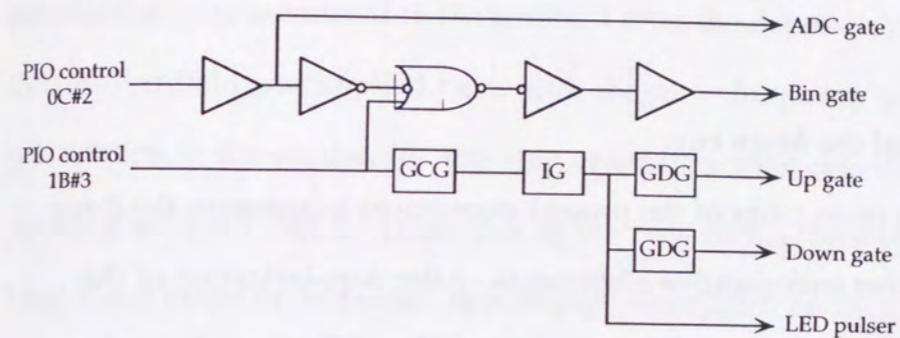 ADC gate
PIO control
0C#2
Bin gate
PIO control
1B#3
GCG
IG
GDG
Up gate
GDG
Down gate
LED pulser